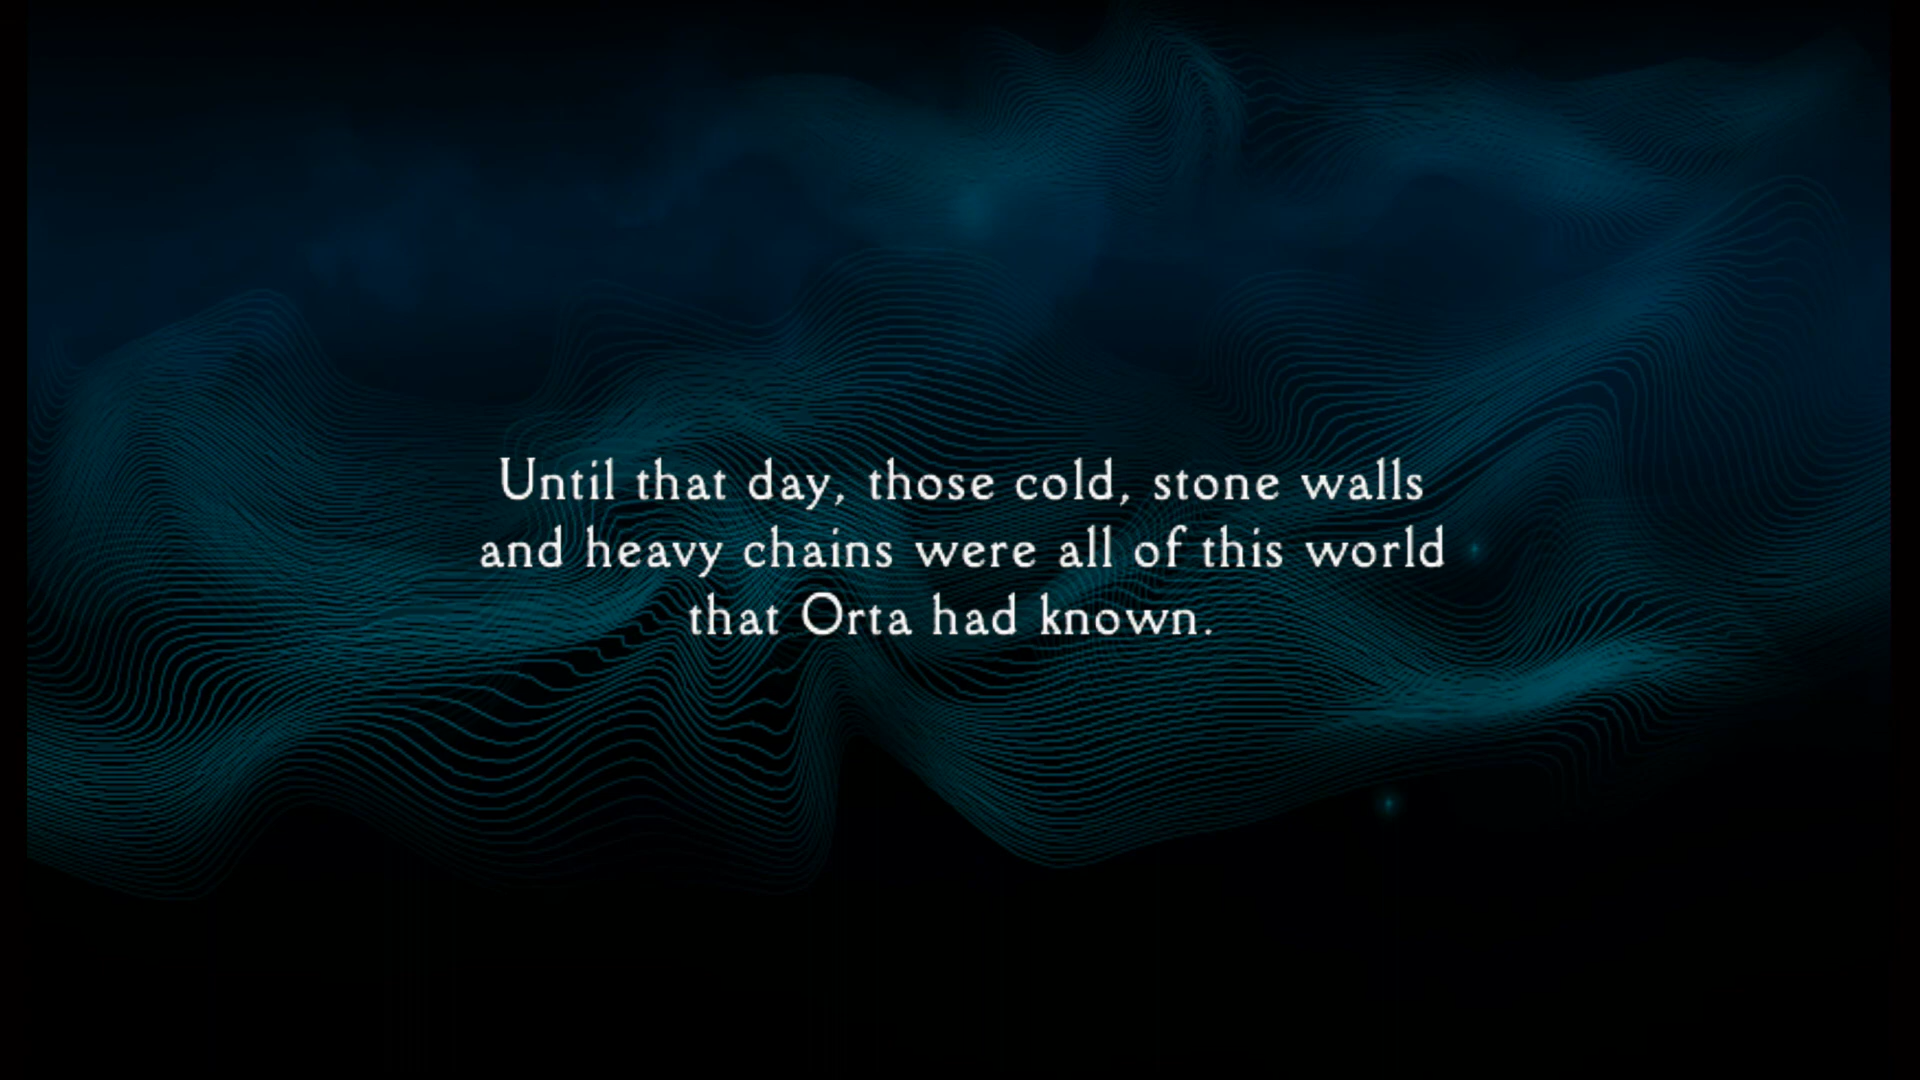 Until that day, those cold, stone walls
and heavy chains were all of this world
that Orta had known.